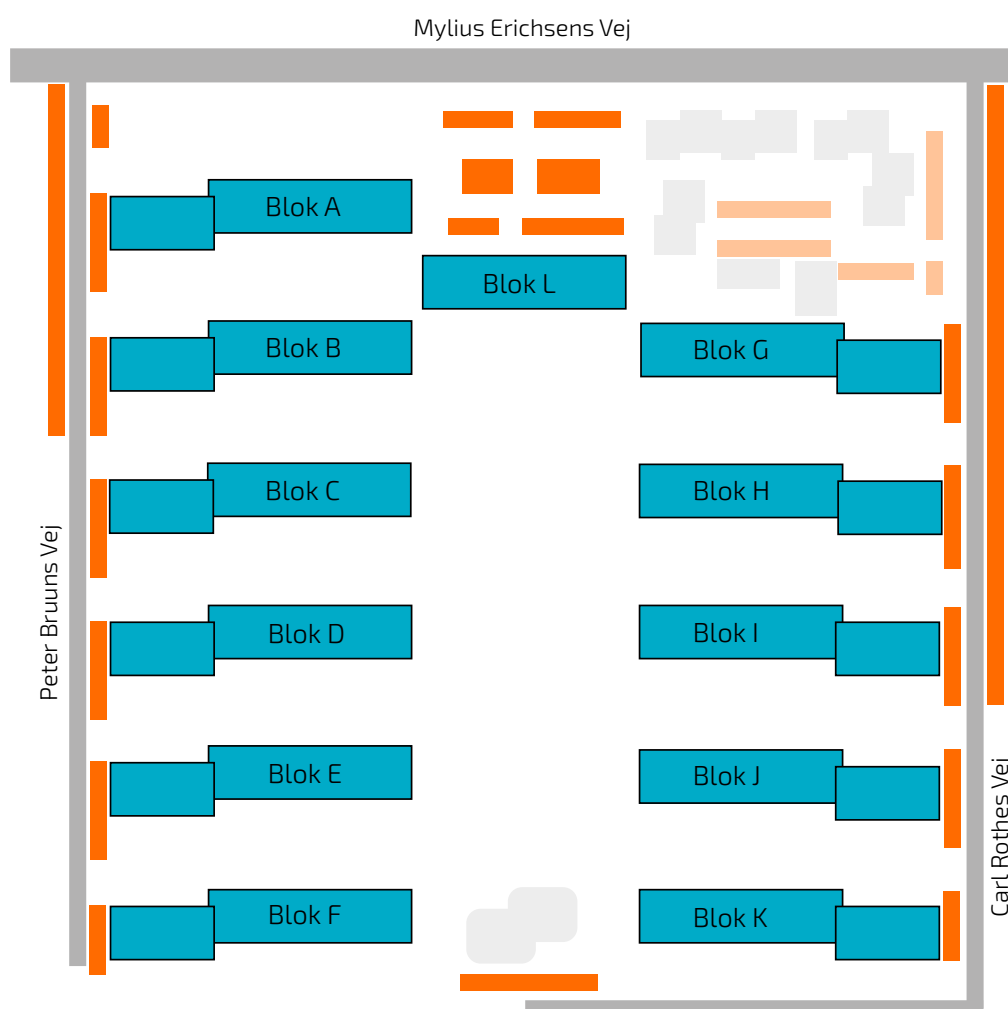 Mylius Erichsens Vej
Blok A
Blok L
Blok B
Blok G
Blok C
Blok H
Peter Bruuns Vej
Blok D
Blok I
Blok E
Blok J
Carl Rothes Vej
Blok F
Blok K